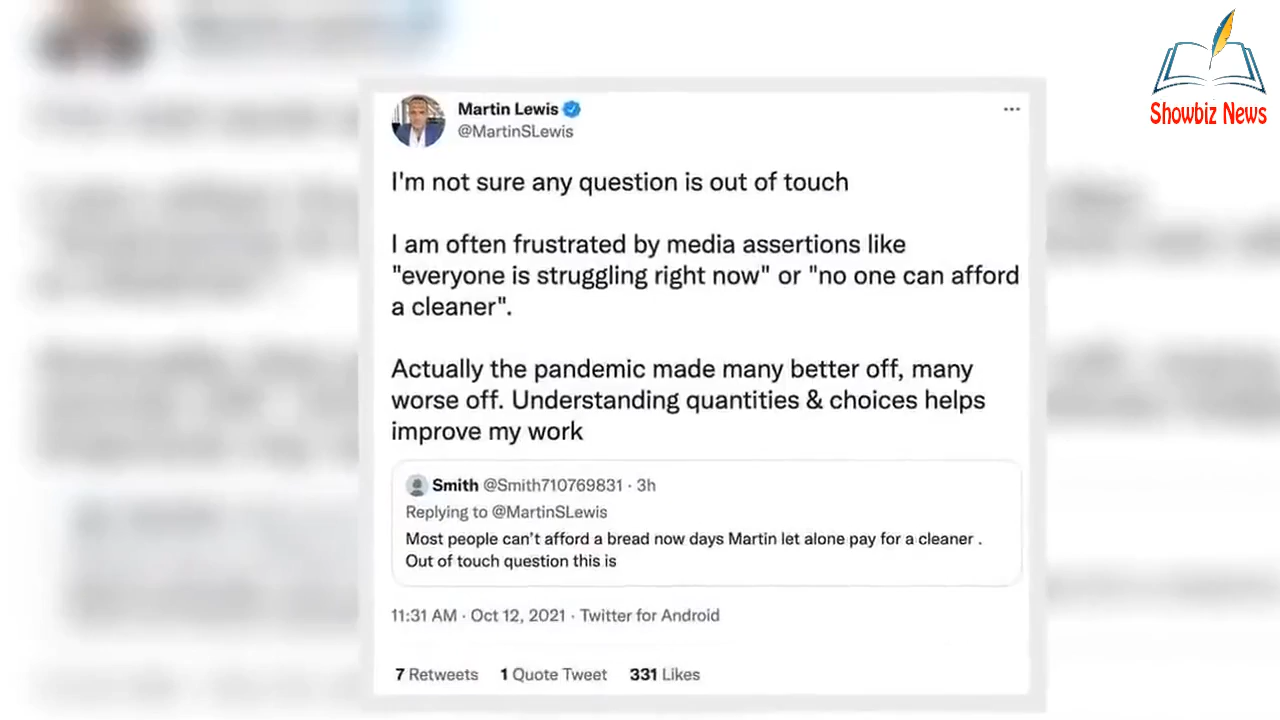 Showbiz News
Martin Lewis
@MartinSLewis
I'm not sure any question is out of touch
I am often frustrated by media assertions like
"everyone is struggling right now" or "no one can afford
a cleaner".
Actually the pandemic made many better off, many
worse off. Understanding quantities & choices helps
improve my work
Smith @Smith710769831 · 3h
Replying to @MartinSLewis
Most people can't afford a bread now days Martin let alone pay for a cleaner .
Out of touch question this is
11:31 AM · Oct 12, 2021 · Twitter for Android
7 Retweets 1 Quote Tweet 331 Likes